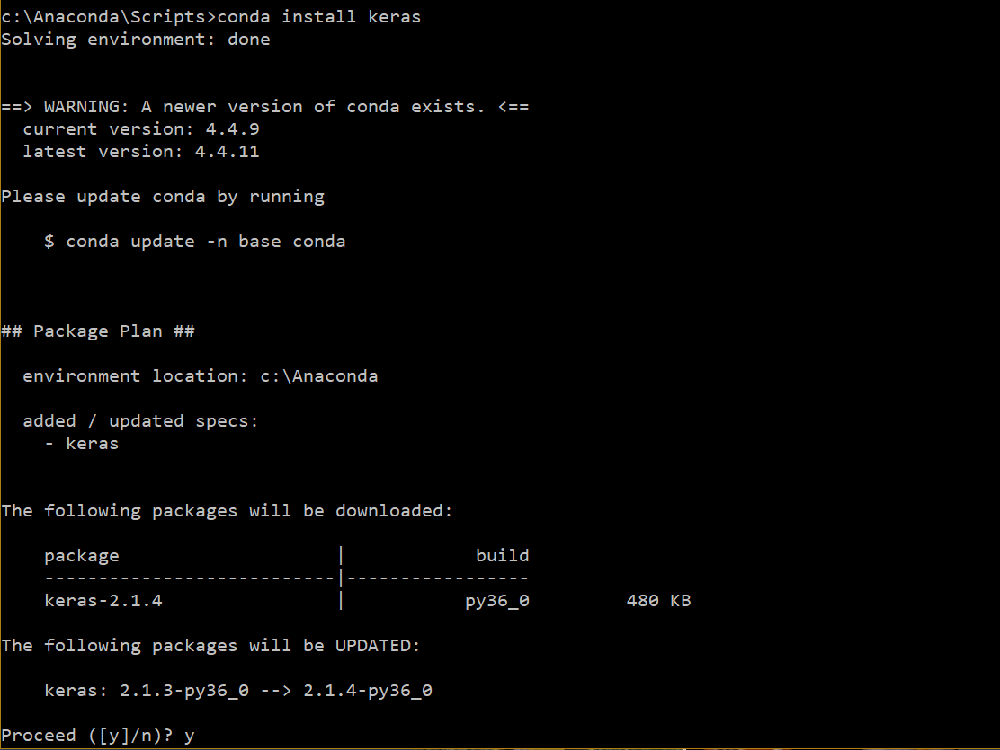 c:\Anaconda\Scripts>conda install keras
Solving environment: done
==> WARNING: A newer version of conda exists. <==
  current version: 4.4.9
  latest version: 4.4.11
Please update conda by running
    $ conda update -n base conda
## Package Plan ##
  environment location: c:\Anaconda
  added / updated specs:
    - keras
The following packages will be downloaded:
    package                    |            build
    ---------------------------|-----------------
    keras-2.1.4                |           py36_0         480 KB
The following packages will be UPDATED:
    keras: 2.1.3-py36_0 --> 2.1.4-py36_0
Proceed ([y]/n)? y